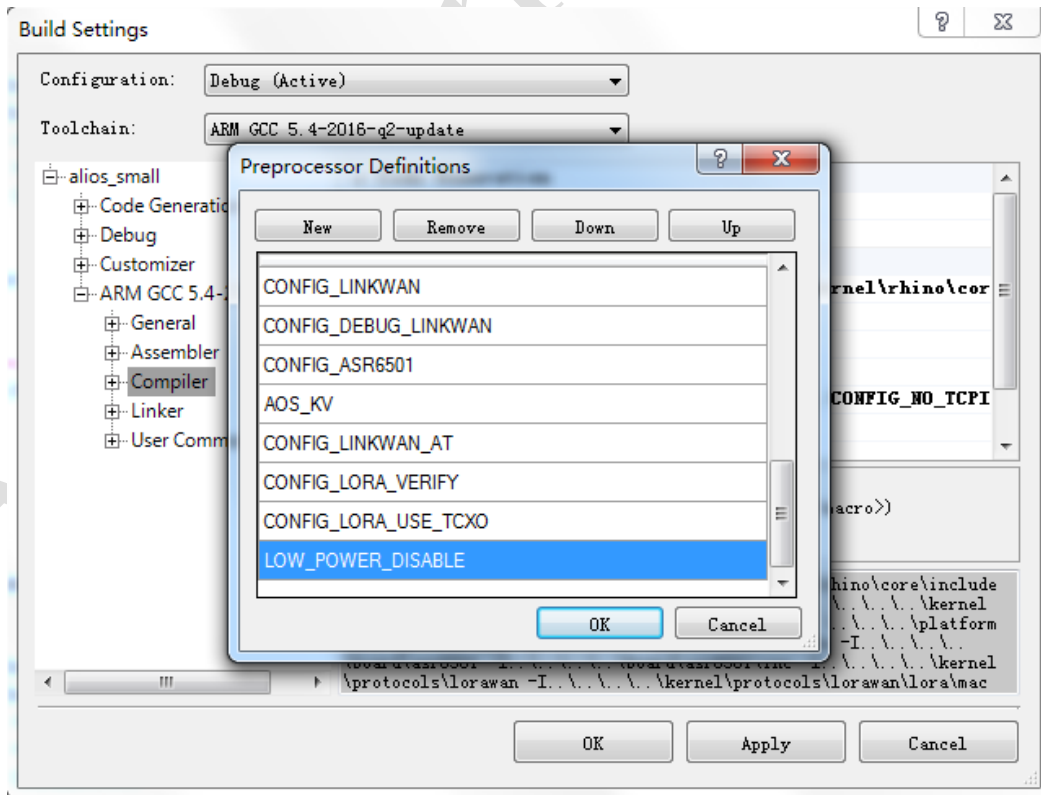 Build Settings
Configuration: Debug (Active)
Toolchain: ARM GCC 5.4-2016-q2-update
Preprocessor Definitions
New Remove Down Up
alios_small
Code Generatio
Debug
Customizer
ARM GCC 5.4-2
General
Assembler
Compiler
Linker
User Comm
CONFIG_LINKWAN
CONFIG_DEBUG_LINKWAN
CONFIG_ASR6501
AOS_KV
CONFIG_LINKWAN_AT
CONFIG_LORA_VERIFY
CONFIG_LORA_USE_TCXO
LOW_POWER_DISABLE
OK Cancel
rnel\rhino\cor
CONFIG_NO_TCPI
acro>)
hino\core\include
\..\..\..\kernel
..\..\..\platform
-I..\..\..\..
\..\..\..\kernel
\protocols\lorawan -I..\..\..\..\kernel\protocols\lorawan\lora\mac
OK Apply Cancel